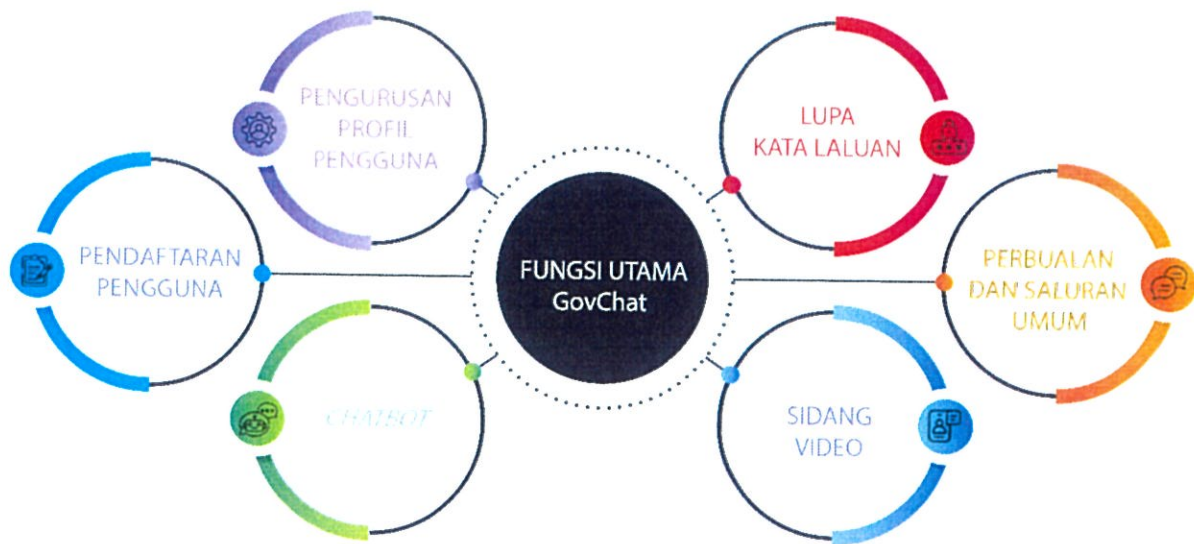 PENGURUSAN
PROFIL
PENGGUNA
LUPA
KATA LALUAN
PENDAFTARAN
PENGGUNA
FUNGSI UTAMA
GovChat
PERBUALAN
DAN SALURAN
UMUM
CHATBOT
SIDANG
VIDEO